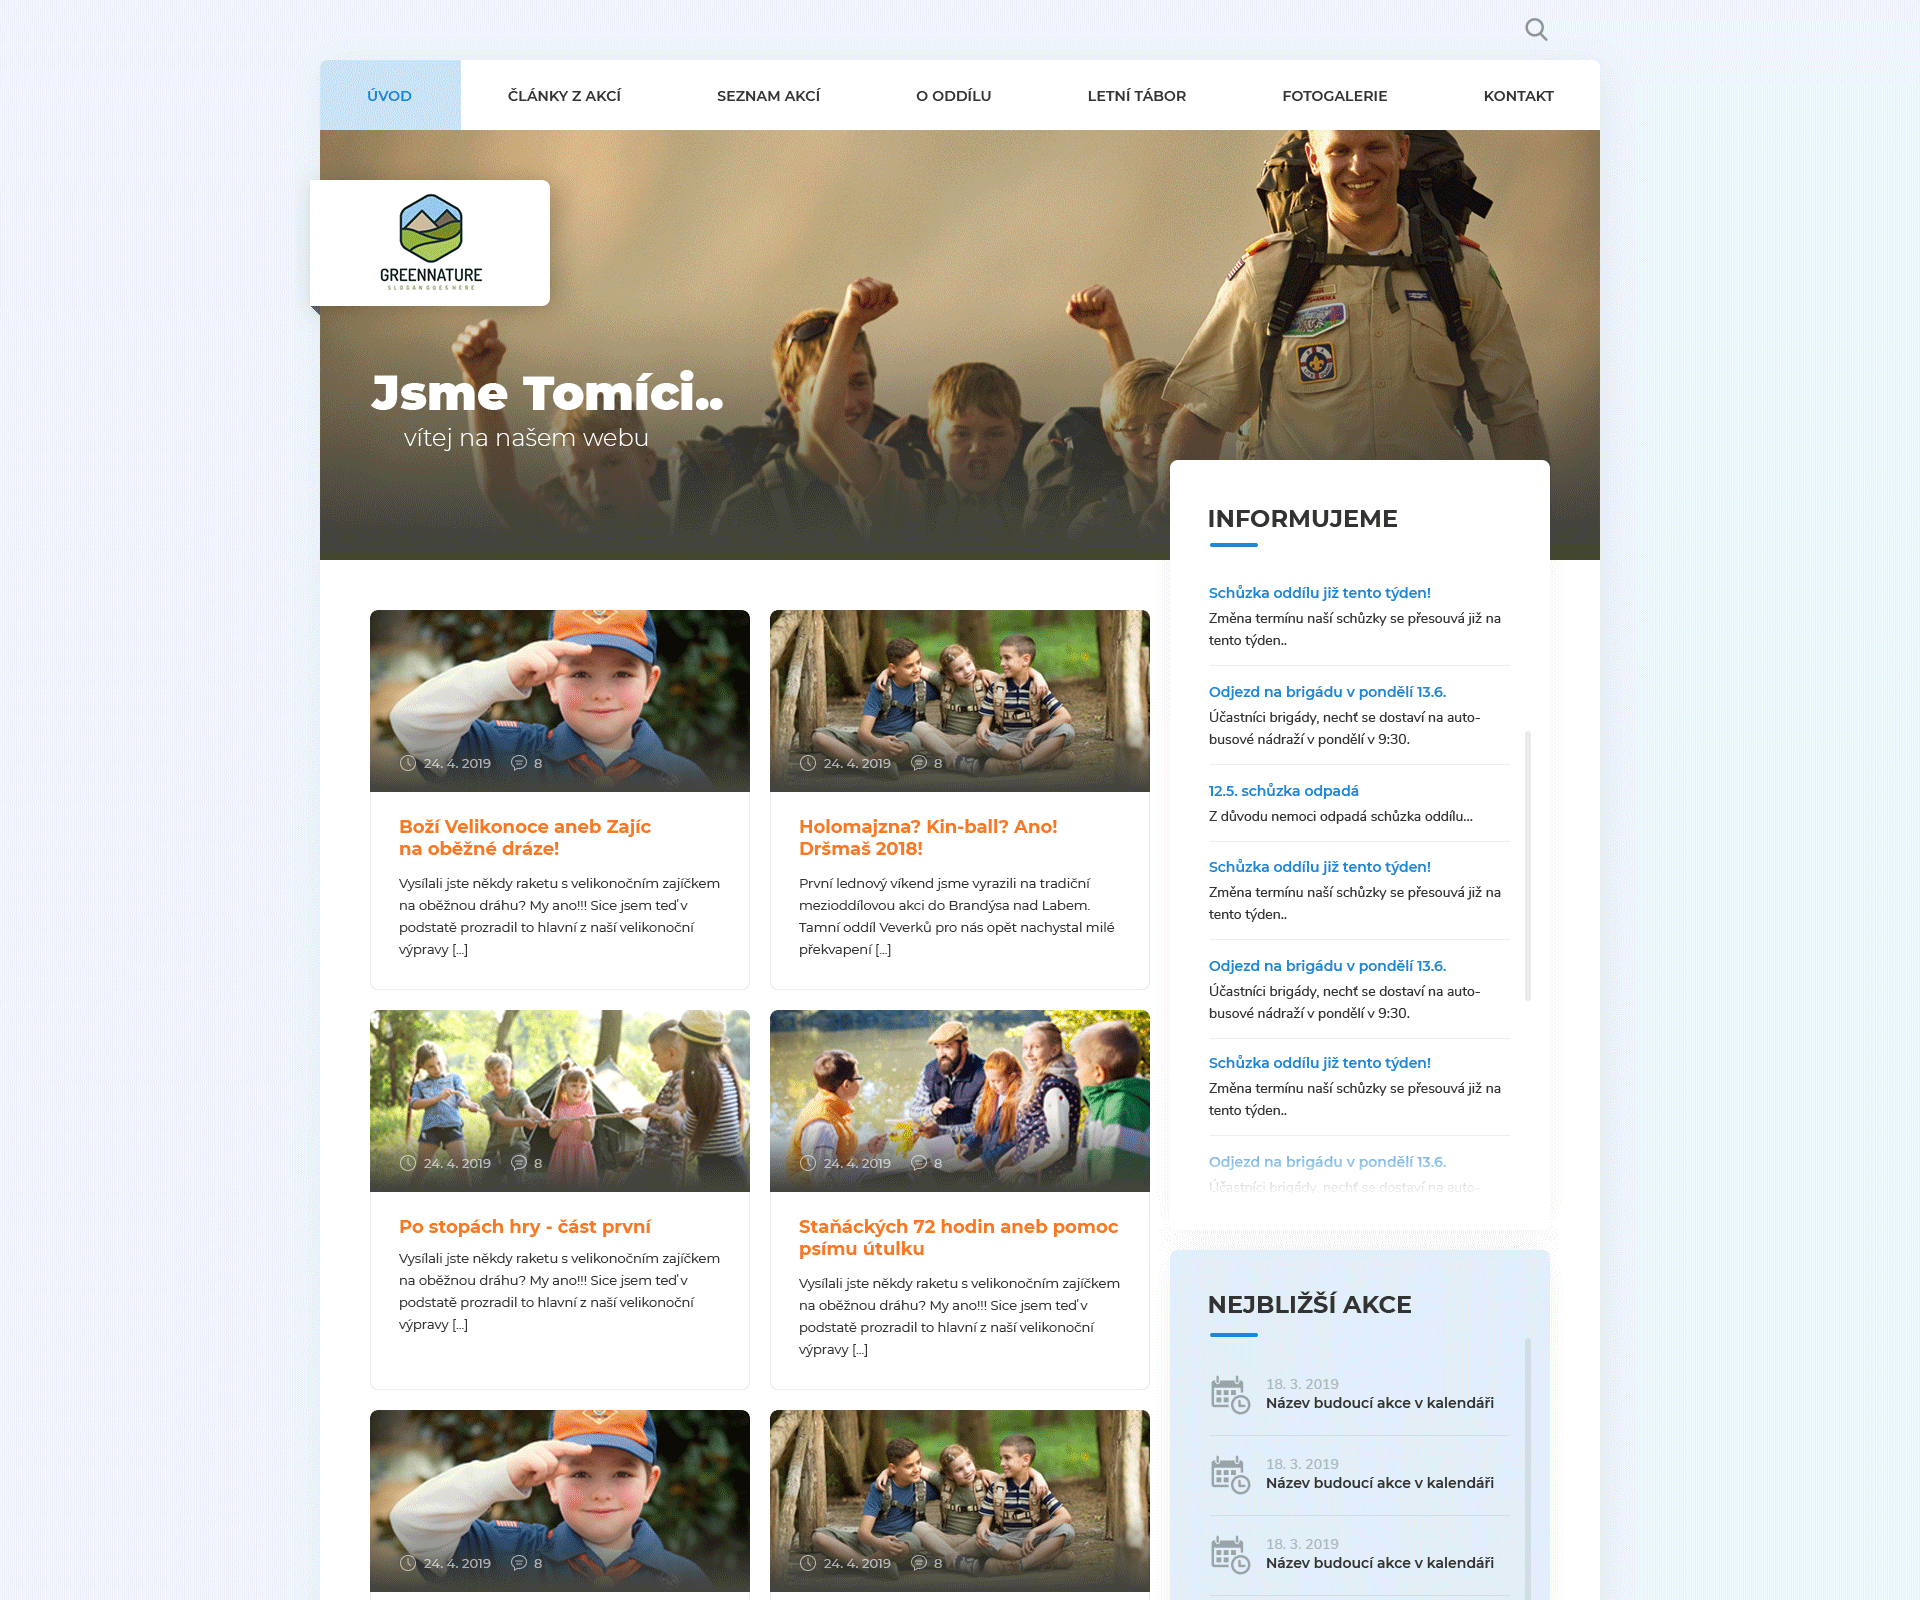 ÚVOD
ČLÁNKY Z AKCÍ
SEZNAM AKCÍ
O ODDÍLU
LETNÍ TÁBOR
FOTOGALERIE
KONTAKT
GREENNATURE
SLOGAN GOES HERE
Jsme Tomíci..
vítej na našem webu
24. 4. 2019 8
Boží Velikonoce aneb Zajíc
na oběžné dráze!
Vysílali jste někdy raketu s velikonočním zajíčkem
na oběžnou dráhu? My ano!!! Sice jsem teď v
podstatě prozradil to hlavní z naší velikonoční
výpravy [...]
24. 4. 2019 8
Holomajzna? Kin-ball? Ano!
Dršmaš 2018!
První lednový víkend jsme vyrazili na tradiční
mezioddílovou akci do Brandýsa nad Labem.
Tamní oddíl Veverků pro nás opět nachystal milé
překvapení [...]
24. 4. 2019 8
Po stopách hry - část první
Vysílali jste někdy raketu s velikonočním zajíčkem
na oběžnou dráhu? My ano!!! Sice jsem teď v
podstatě prozradil to hlavní z naší velikonoční
výpravy [...]
24. 4. 2019 8
Staňáckých 72 hodin aneb pomoc
psímu útulku
Vysílali jste někdy raketu s velikonočním zajíčkem
na oběžnou dráhu? My ano!!! Sice jsem teď v
podstatě prozradil to hlavní z naší velikonoční
výpravy [...]
24. 4. 2019 8
24. 4. 2019 8
INFORMUJEME
Schůzka oddílu již tento týden!
Změna termínu naší schůzky se přesouvá již na
tento týden..
Odjezd na brigádu v pondělí 13.6.
Účastníci brigády, nechť se dostaví na auto-
busové nádraží v pondělí v 9:30.
12.5. schůzka odpadá
Z důvodu nemoci odpadá schůzka oddílu...
Schůzka oddílu již tento týden!
Změna termínu naší schůzky se přesouvá již na
tento týden..
Odjezd na brigádu v pondělí 13.6.
Účastníci brigády, nechť se dostaví na auto-
busové nádraží v pondělí v 9:30.
Schůzka oddílu již tento týden!
Změna termínu naší schůzky se přesouvá již na
tento týden..
Odjezd na brigádu v pondělí 13.6.
Účastníci brigády, nechť se dostaví na auto-
NEJBLIŽŠÍ AKCE
18. 3. 2019
Název budoucí akce v kalendáři
18. 3. 2019
Název budoucí akce v kalendáři
18. 3. 2019
Název budoucí akce v kalendáři